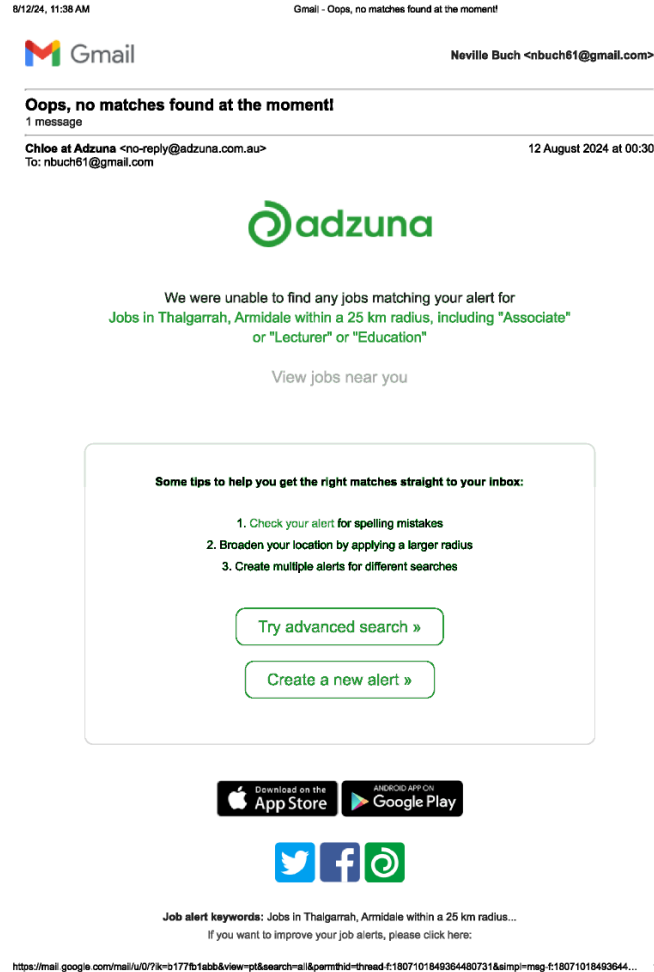 8/12/24, 11:38 AM Gmail - Oops, no matches found at the moment!
Gmail Neville Buch <nbuch61@gmail.com>
Oops, no matches found at the moment!
1 message
Chloe at Adzuna <no-reply@adzuna.com.au> 12 August 2024 at 00:30
To: nbuch61@gmail.com
adzuna
We were unable to find any jobs matching your alert for
Jobs in Thalgarrah, Armidale within a 25 km radius, including "Associate"
or "Lecturer" or "Education"
View jobs near you
Some tips to help you get the right matches straight to your inbox:
1. Check your alert for spelling mistakes
2. Broaden your location by applying a larger radius
3. Create multiple alerts for different searches
Try advanced search »
Create a new alert »
Download on the
App Store
ANDROID APP ON
Google Play
Job alert keywords: Jobs in Thalgarrah, Armidale within a 25 km radius...
If you want to improve your job alerts, please click here:
https://mail.google.com/mail/u/0/?ik=b177fb1abb&view=pt&search=all&permthid=thread-f:1807101849364480731&simpl=msg-f:18071018493644...